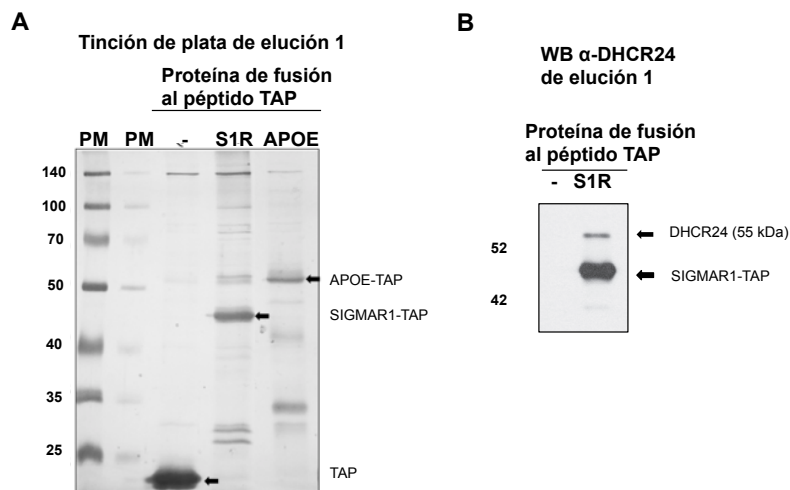 A
Tinción de plata de elución 1
Proteína de fusión
al péptido TAP
PM PM - S1R APOE
140
100
70
50
40
35
25
APOE-TAP
SIGMAR1-TAP
TAP
B
WB α-DHCR24
de elución 1
Proteína de fusión
al péptido TAP
- S1R
52
42
DHCR24 (55 kDa)
SIGMAR1-TAP